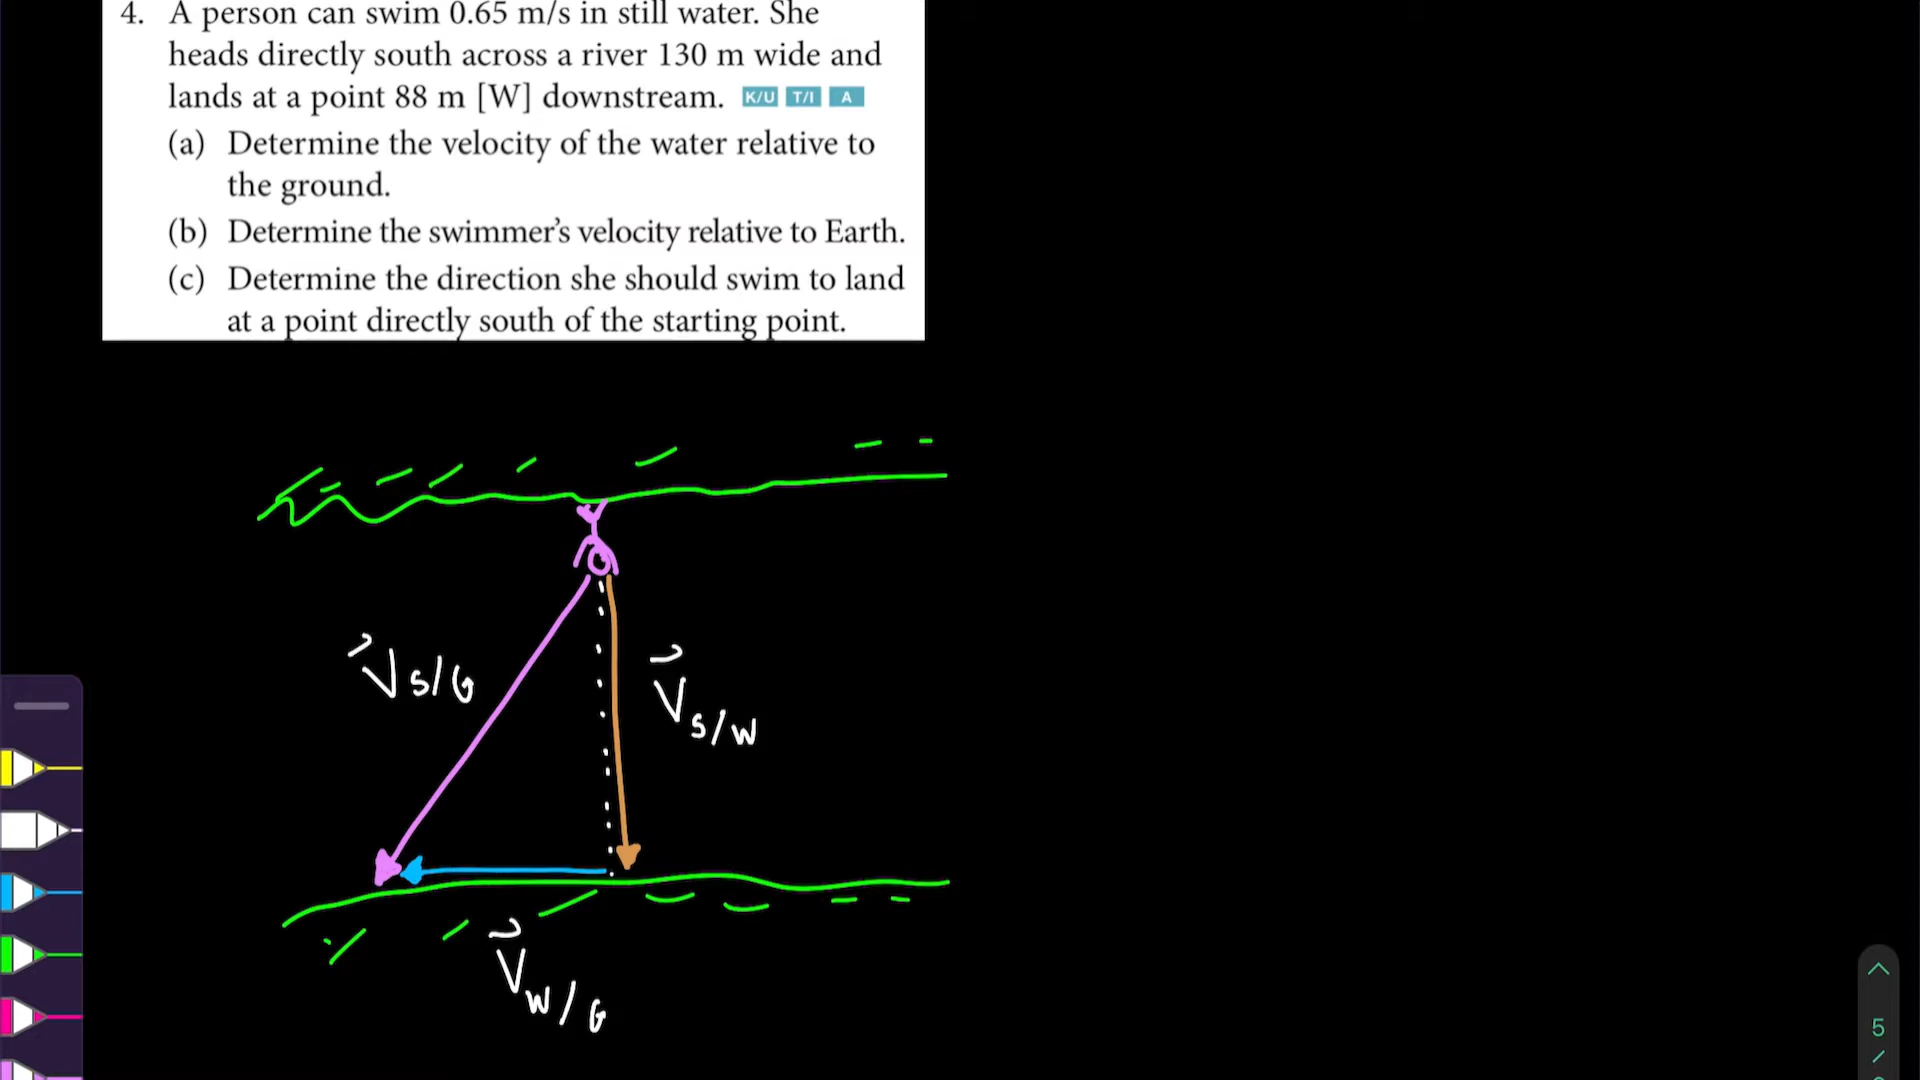 4. A person can swim 0.65 m/s in still water. She
heads directly south across a river 130 m wide and
lands at a point 88 m [W] downstream. K/U T/I A
(a) Determine the velocity of the water relative to
the ground.
(b) Determine the swimmer’s velocity relative to Earth.
(c) Determine the direction she should swim to land
at a point directly south of the starting point.
V S/G
V S/W
V W/G
5
/